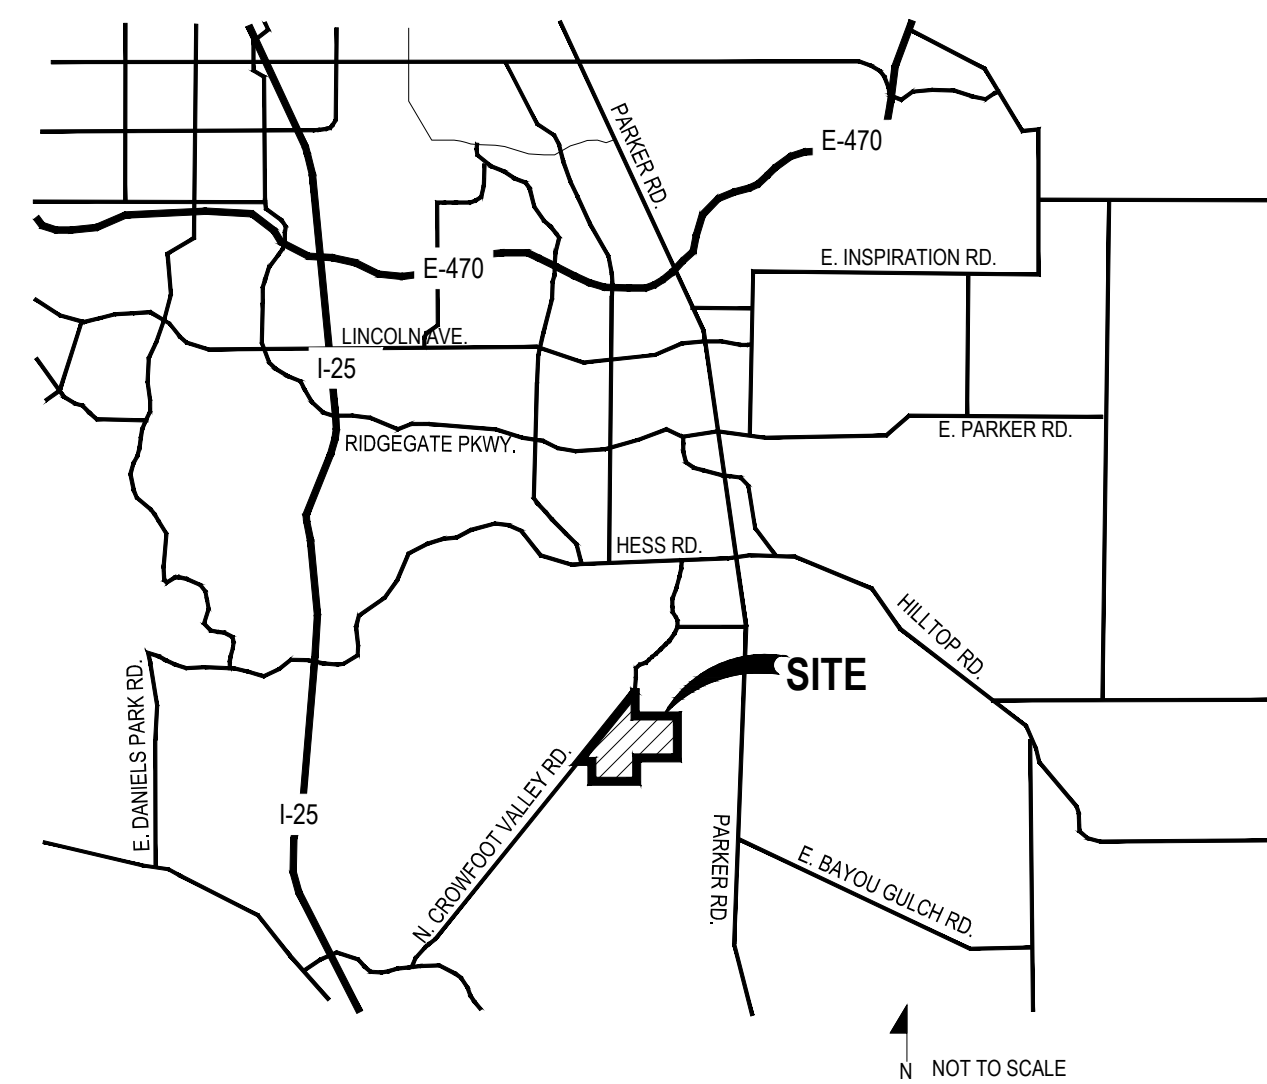 PARKER RD.
E-470
E. INSPIRATION RD.
E-470
LINCOLN AVE.
I-25
E. PARKER RD.
RIDGEGATE PKWY.
HESS RD.
HILLTOP RD.
SITE
E. DANIELS PARK RD.
N. CROWFOOT VALLEY RD.
I-25
PARKER RD.
E. BAYOU GULCH RD.
N
NOT TO SCALE